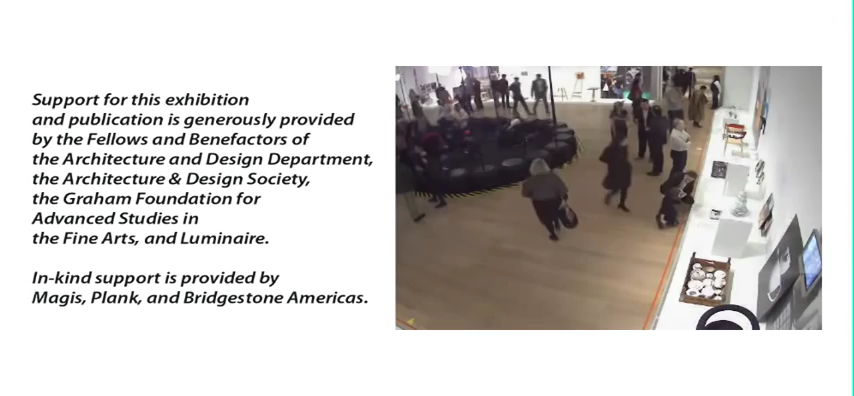 Support for this exhibition
and publication is generously provided
by the Fellows and Benefactors of
the Architecture and Design Department,
the Architecture & Design Society,
the Graham Foundation for
Advanced Studies in
the Fine Arts, and Luminaire.
In-kind support is provided by
Magis, Plank, and Bridgestone Americas.